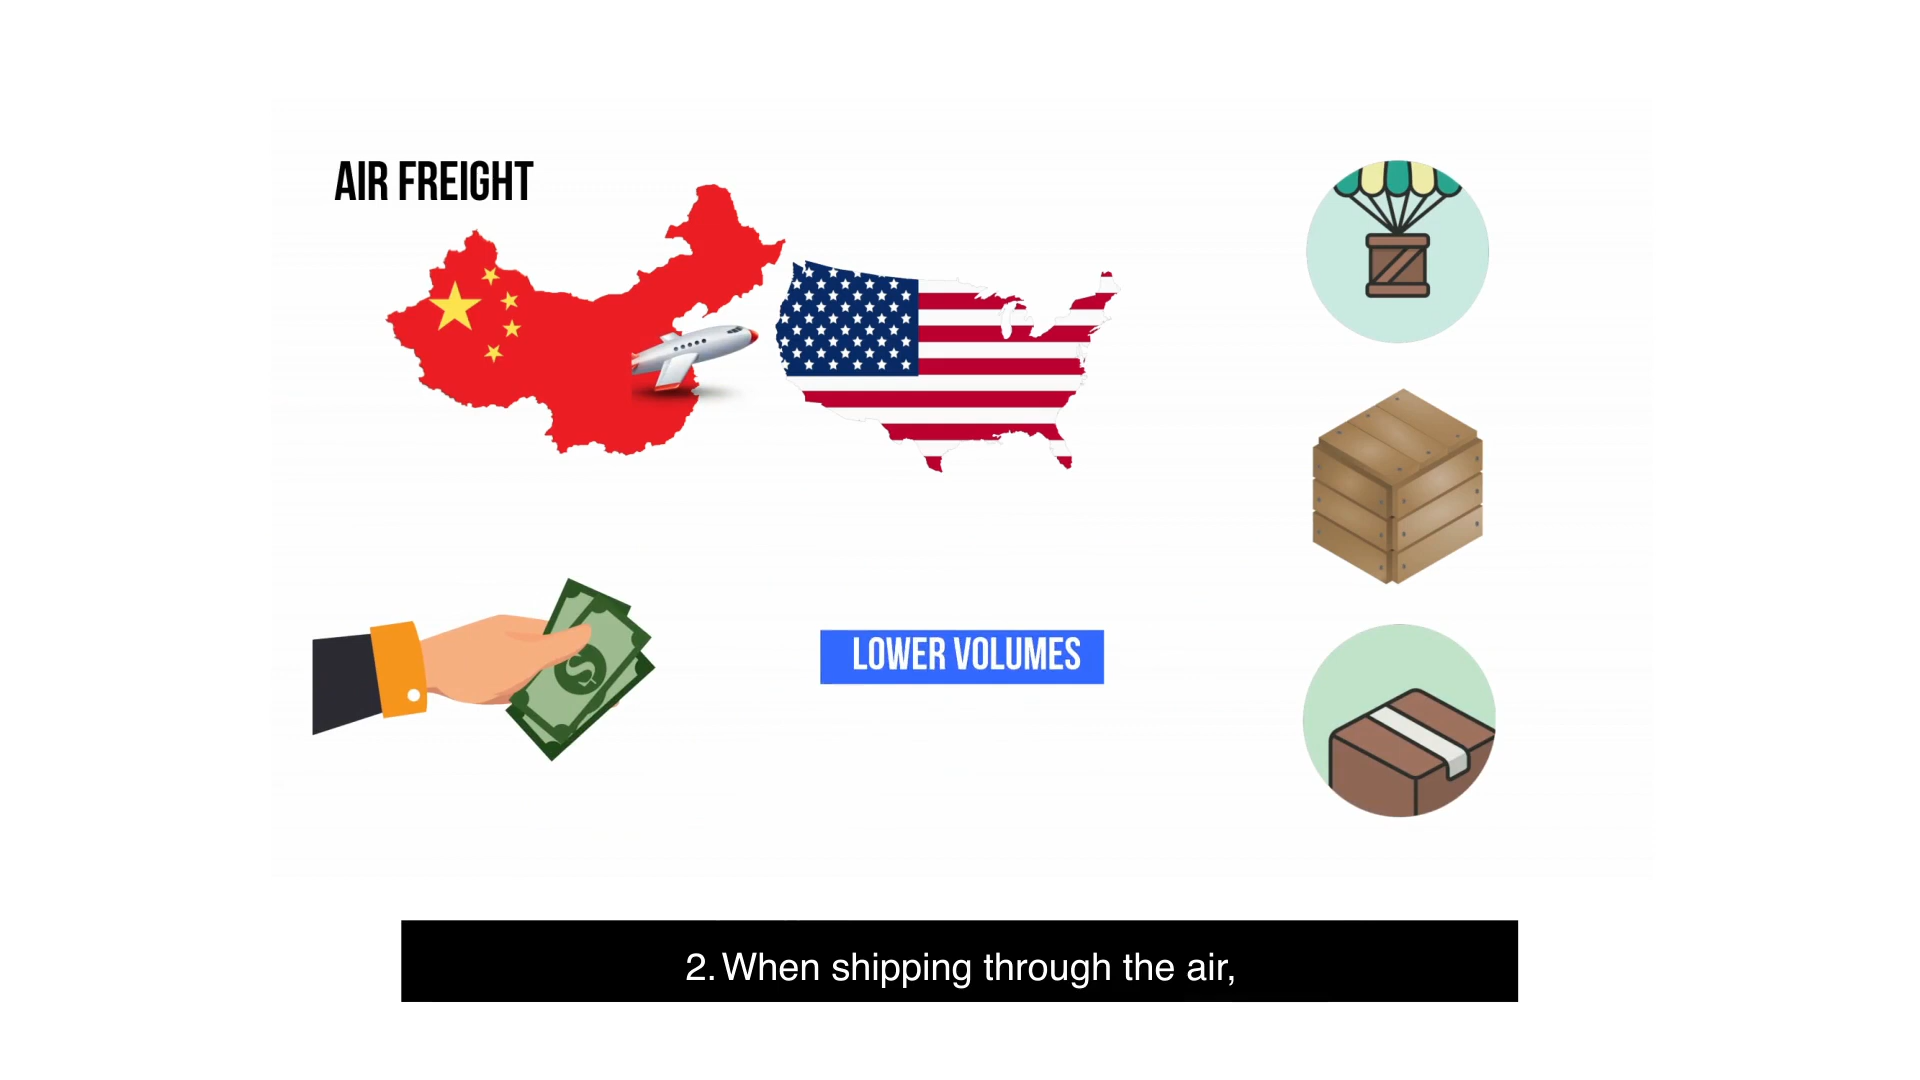 AIR FREIGHT
LOWER VOLUMES
2. When shipping through the air,